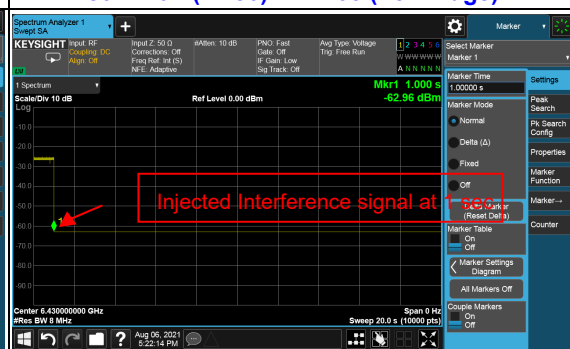 Spectrum Analyzer 1
Swept SA
Marker
KEYSIGHT
Input: RF
Coupling: DC
Align: Off
Input Z: 50 Ω
Corrections: Off
Freq Ref: Int (S)
NFE: Adaptive
#Atten: 10 dB
PNO: Fast
Gate: Off
IF Gain: Low
Sig Track: Off
Avg Type: Voltage
Trig: Free Run
1 2 3 4 5 6
W W W W W W
A N N N N N
Select Marker
Marker 1
LXI
1 Spectrum
Scale/Div 10 dB
Log
Ref Level 0.00 dBm
Mkr1 1.000 s
-62.96 dBm
-10.0
-20.0
-30.0
-40.0
-50.0
-60.0
-70.0
-80.0
-90.0
1
Injected Interference signal at 1 sec
Center 6.430000000 GHz
#Res BW 8 MHz
Span 0 Hz
Sweep 20.0 s (10000 pts)
Marker Time
1.00000 s
Marker Mode
Normal
Delta (Δ)
Fixed
Off
Marker
(Reset Delta)
Marker Table
On
Off
Marker Settings
Diagram
All Markers Off
Couple Markers
On
Off
Settings
Peak
Search
Pk Search
Config
Properties
Marker
Function
Marker→
Counter
?
Aug 06, 2021
5:22:14 PM